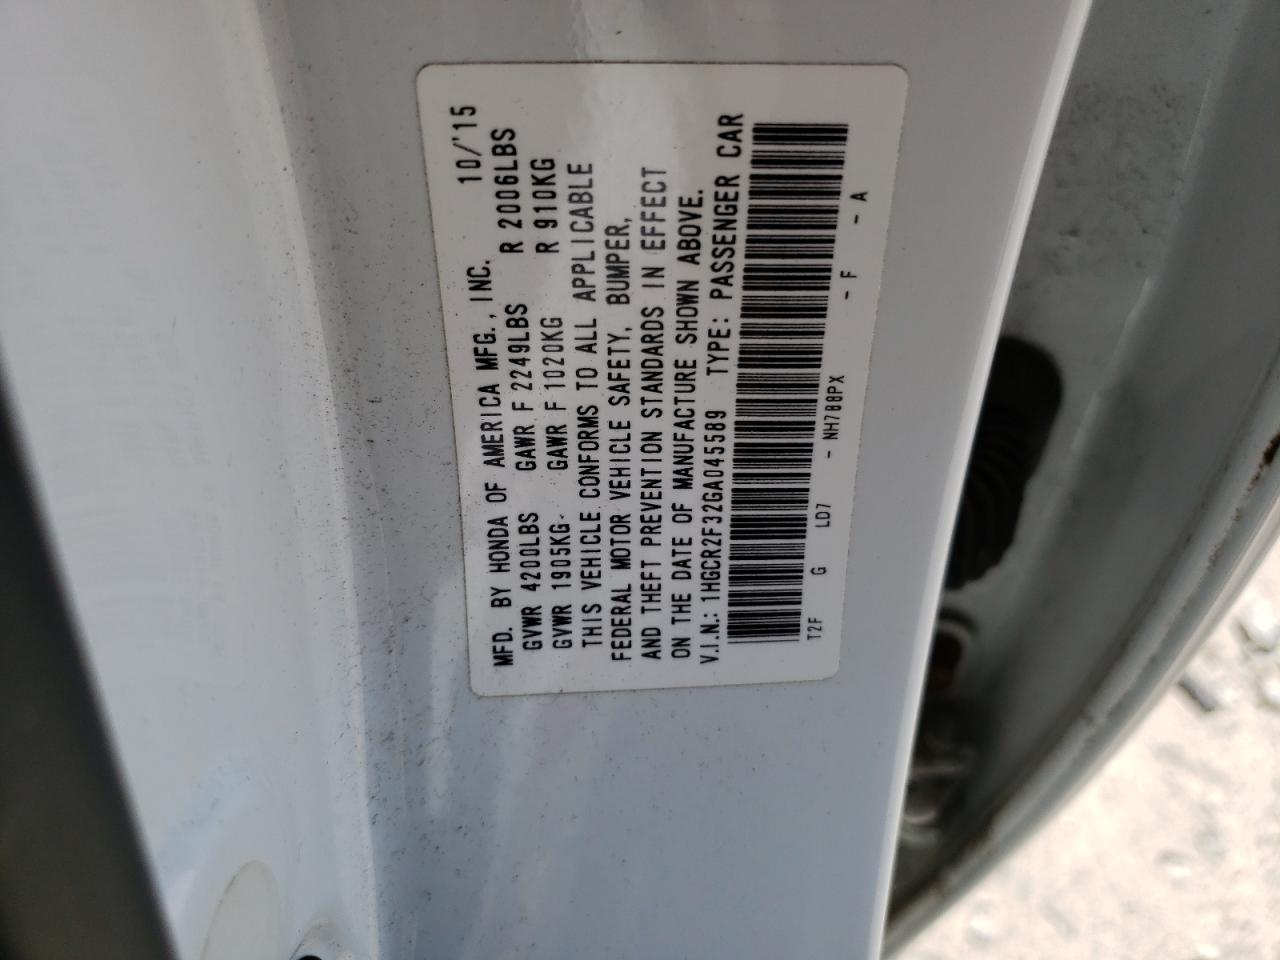 MFD. BY HONDA OF AMERICA MFG., INC. 10/'15
GVWR 4200LBS GAWR F 2249LBS R 2006LBS
GVWR 1905KG GAWR F 1020KG R 910KG
THIS VEHICLE CONFORMS TO ALL APPLICABLE
FEDERAL MOTOR VEHICLE SAFETY, BUMPER,
AND THEFT PREVENTION STANDARDS IN EFFECT
ON THE DATE OF MANUFACTURE SHOWN ABOVE.
V.I.N.: 1HGCR2F32GA045589 TYPE: PASSENGER CAR
T2F G LD7 - NH788PX - F - A